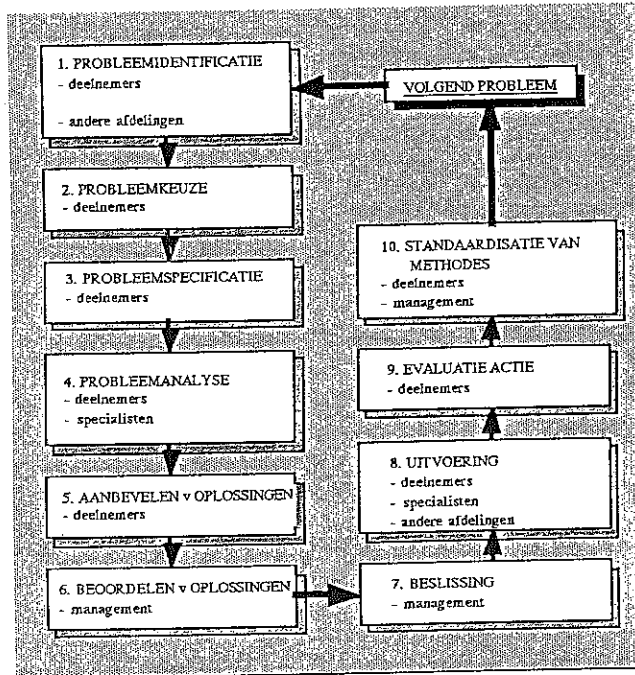 1. PROBLEEMIDENTIFICATIE
- deelnemers
- andere afdelingen
2. PROBLEEMKEUZE
- deelnemers
3. PROBLEEMSPECIFICATIE
- deelnemers
4. PROBLEEMANALYSE
- deelnemers
- specialisten
5. AANBEVELEN v OPLOSSINGEN
- deelnemers
6. BEOORDELEN v OPLOSSINGEN
- management
7. BESLISSING
- management
8. UITVOERING
- deelnemers
- specialisten
- andere afdelingen
9. EVALUATIE ACTIE
- deelnemers
10. STANDAARDISATIE VAN
METHODES
- deelnemers
- management
VOLGEND PROBLEEM